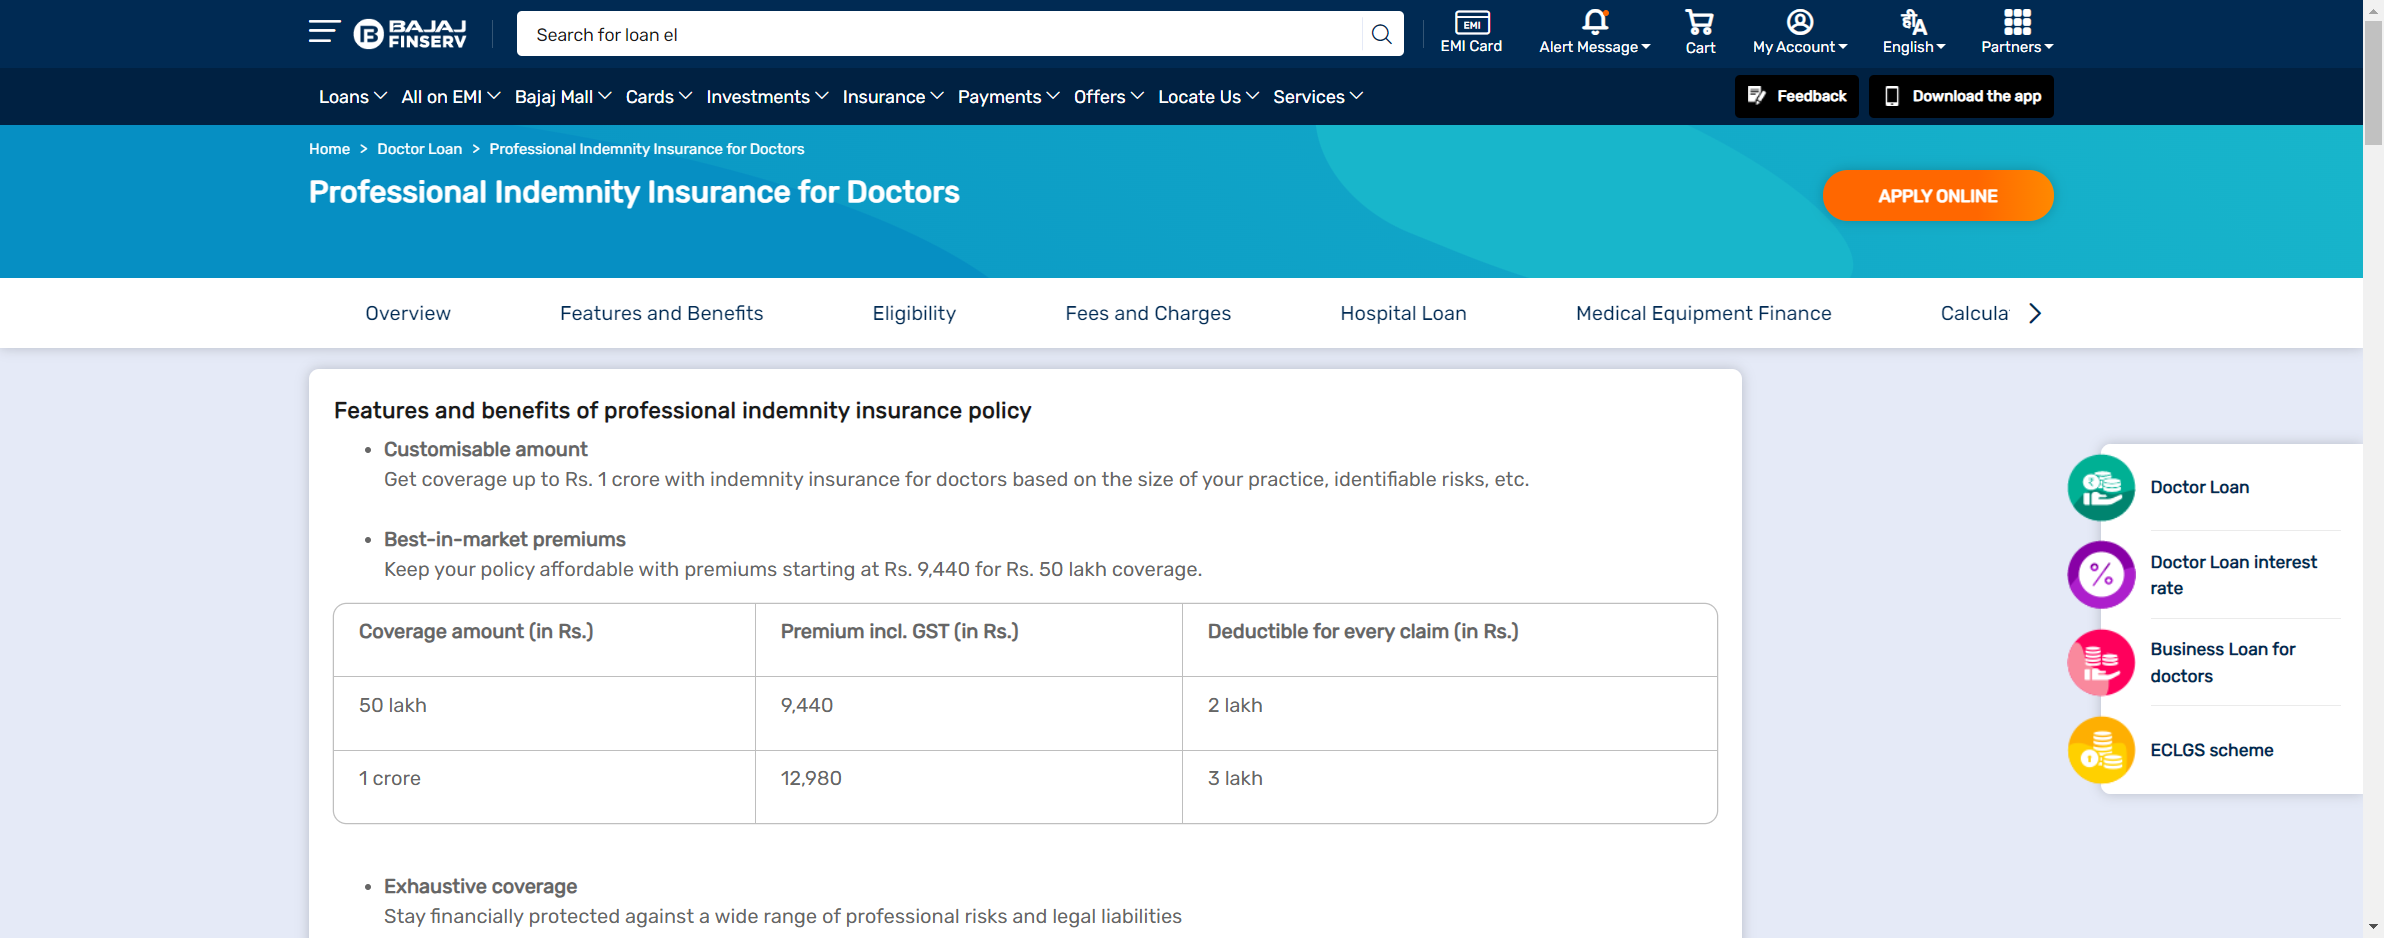 BAJAJ
FINSERV
Search for loan el
EMI
EMI Card
Alert Message
Cart
My Account
हीA
English
Partners
Loans All on EMI Bajaj Mall Cards Investments Insurance Payments Offers Locate Us Services
Feedback
Download the app
Home > Doctor Loan > Professional Indemnity Insurance for Doctors
Professional Indemnity Insurance for Doctors
APPLY ONLINE
Overview Features and Benefits Eligibility Fees and Charges Hospital Loan Medical Equipment Finance Calcula
Features and benefits of professional indemnity insurance policy
• Customisable amount
Get coverage up to Rs. 1 crore with indemnity insurance for doctors based on the size of your practice, identifiable risks, etc.
• Best-in-market premiums
Keep your policy affordable with premiums starting at Rs. 9,440 for Rs. 50 lakh coverage.
Coverage amount (in Rs.) Premium incl. GST (in Rs.) Deductible for every claim (in Rs.)
50 lakh 9,440 2 lakh
1 crore 12,980 3 lakh
• Exhaustive coverage
Stay financially protected against a wide range of professional risks and legal liabilities
Doctor Loan
Doctor Loan interest
rate
Business Loan for
doctors
ECLGS scheme